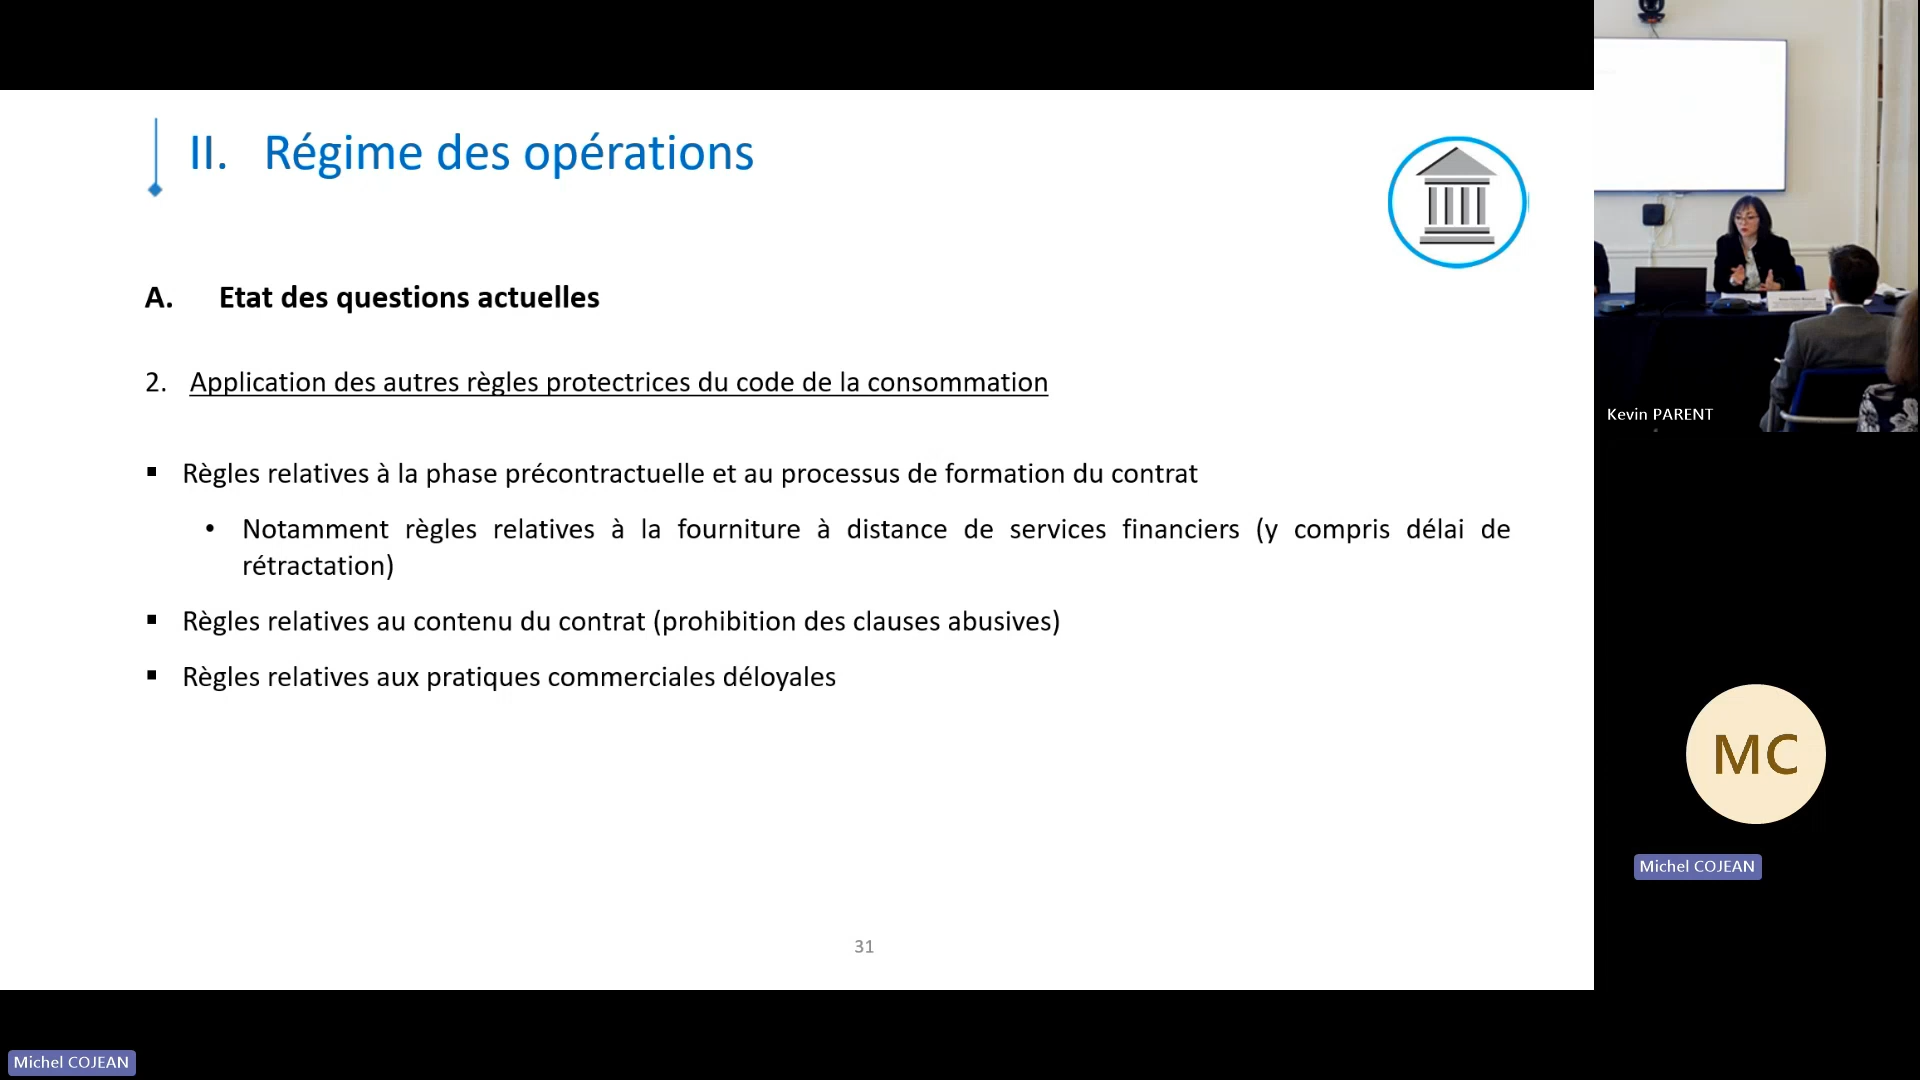 II. Régime des opérations
A. Etat des questions actuelles
2. Application des autres règles protectrices du code de la consommation
▪ Règles relatives à la phase précontractuelle et au processus de formation du contrat
• Notamment règles relatives à la fourniture à distance de services financiers (y compris délai de
rétractation)
▪ Règles relatives au contenu du contrat (prohibition des clauses abusives)
▪ Règles relatives aux pratiques commerciales déloyales
31
Kevin PARENT
MC
Michel COJEAN
Michel COJEAN